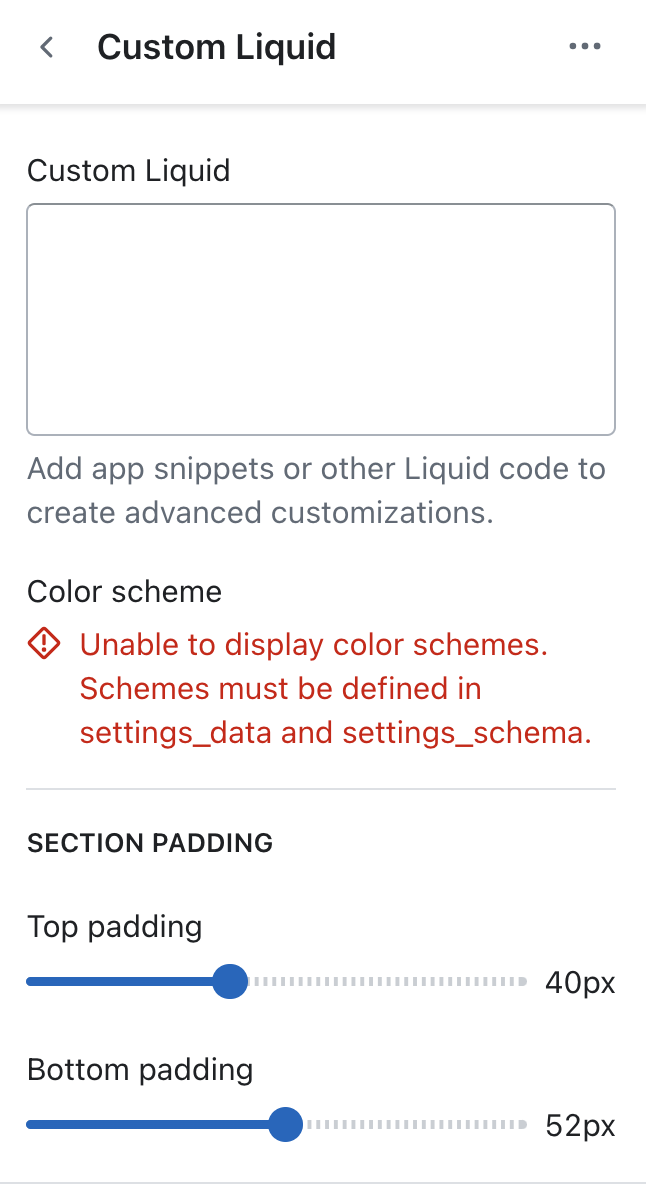 Custom Liquid
Custom Liquid
Add app snippets or other Liquid code to
create advanced customizations.
Color scheme
Unable to display color schemes.
Schemes must be defined in
settings_data and settings_schema.
SECTION PADDING
Top padding
40px
Bottom padding
52px